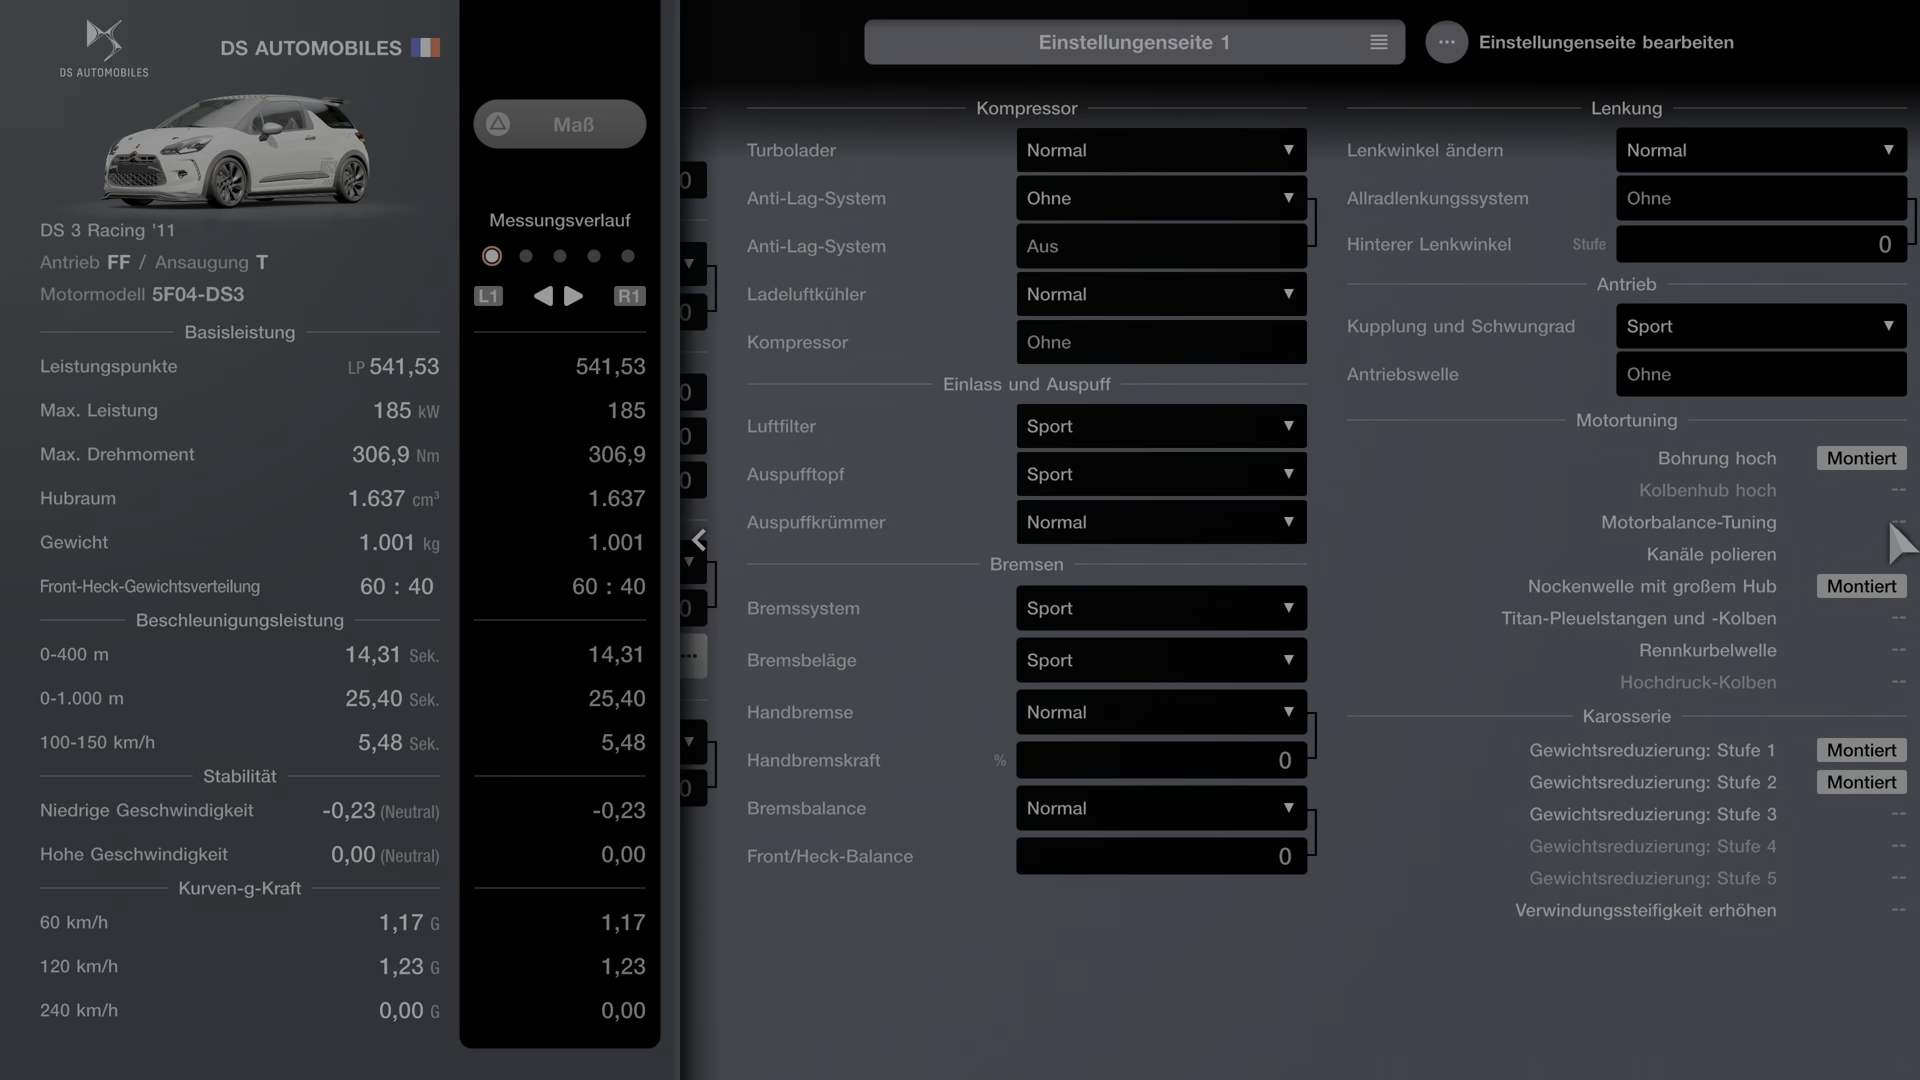 DS AUTOMOBILES
DS AUTOMOBILES
DS 3 Racing '11
Antrieb FF / Ansaugung T
Motormodell 5F04-DS3
Basisleistung
Leistungspunkte LP 541,53
Max. Leistung 185 kW
Max. Drehmoment 306,9 Nm
Hubraum 1.637 cm³
Gewicht 1.001 kg
Front-Heck-Gewichtsverteilung 60 : 40
Beschleunigungsleistung
0-400 m 14,31 Sek.
0-1.000 m 25,40 Sek.
100-150 km/h 5,48 Sek.
Stabilität
Niedrige Geschwindigkeit -0,23 (Neutral)
Hohe Geschwindigkeit 0,00 (Neutral)
Kurven-g-Kraft
60 km/h 1,17 G
120 km/h 1,23 G
240 km/h 0,00 G
Maß
Messungsverlauf
L1 R1
541,53
185
306,9
1.637
1.001
60 : 40
14,31
25,40
5,48
-0,23
0,00
1,17
1,23
0,00
0
0
0
0
0
0
0
Einstellungenseite 1
Einstellungenseite bearbeiten
Kompressor
Turbolader Normal
Anti-Lag-System Ohne
Anti-Lag-System Aus
Ladeluftkühler Normal
Kompressor Ohne
Einlass und Auspuff
Luftfilter Sport
Auspufftopf Sport
Auspuffkrümmer Normal
Bremsen
Bremssystem Sport
Bremsbeläge Sport
Handbremse Normal
Handbremskraft % 0
Bremsbalance Normal
Front/Heck-Balance 0
Lenkung
Lenkwinkel ändern Normal
Allradlenkungssystem Ohne
Hinterer Lenkwinkel Stufe 0
Antrieb
Kupplung und Schwungrad Sport
Antriebswelle Ohne
Motortuning
Bohrung hoch Montiert
Kolbenhub hoch --
Motorbalance-Tuning --
Kanäle polieren
Nockenwelle mit großem Hub Montiert
Titan-Pleuelstangen und -Kolben --
Rennkurbelwelle --
Hochdruck-Kolben --
Karosserie
Gewichtsreduzierung: Stufe 1 Montiert
Gewichtsreduzierung: Stufe 2 Montiert
Gewichtsreduzierung: Stufe 3 --
Gewichtsreduzierung: Stufe 4 --
Gewichtsreduzierung: Stufe 5 --
Verwindungssteifigkeit erhöhen --